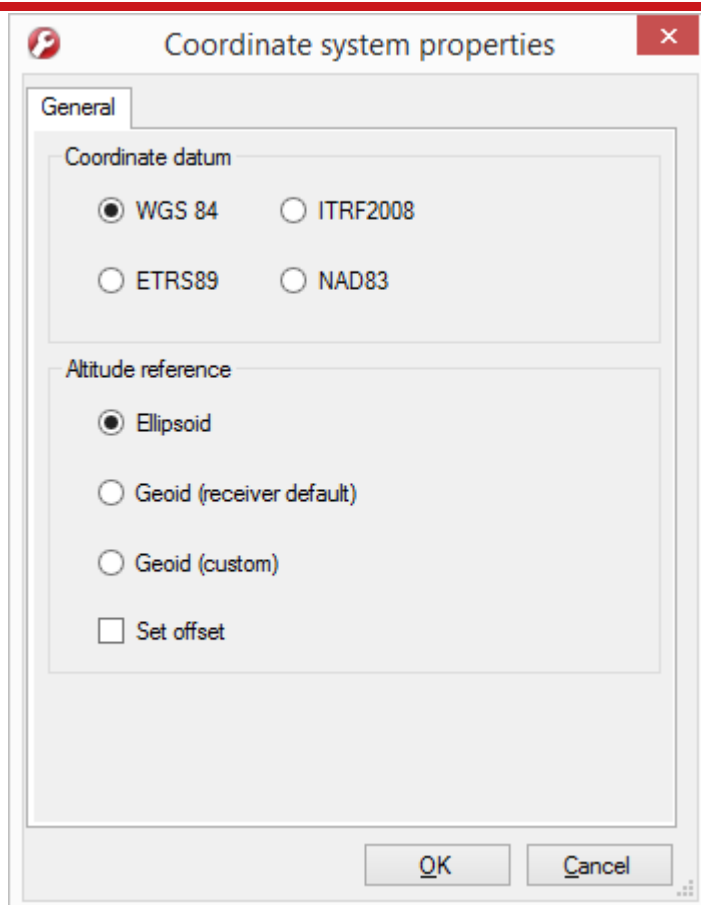 Coordinate system properties
General
Coordinate datum
WGS 84 ITRF2008
ETRS89 NAD83
Altitude reference
Ellipsoid
Geoid (receiver default)
Geoid (custom)
Set offset
OK Cancel